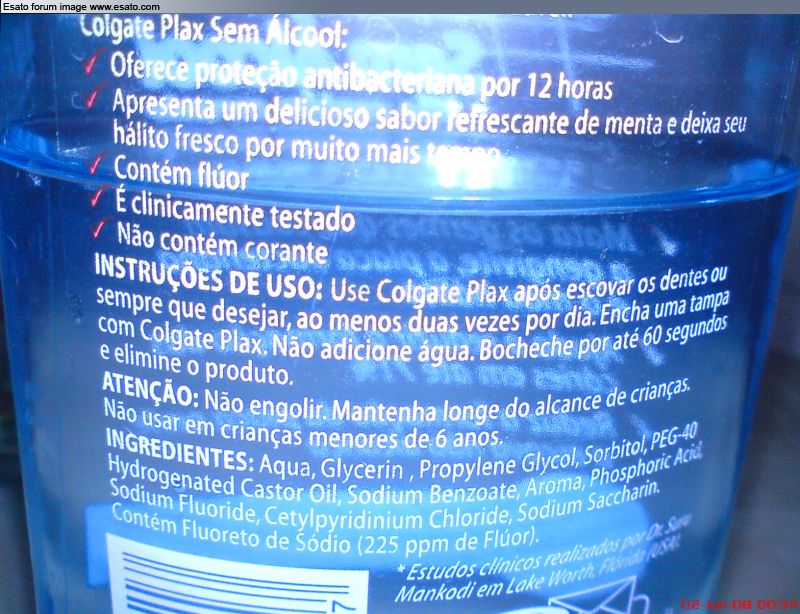 Esato forum image www.esato.com
Colgate Plax Sem Álcool:
✓ Oferece proteção antibacteriana por 12 horas
✓ Apresenta um delicioso sabor refrescante de menta e deixa seu
hálito fresco por muito mais tempo
✓ Contém flúor
✓ É clinicamente testado
✓ Não contém corante
INSTRUÇÕES DE USO: Use Colgate Plax após escovar os dentes ou
sempre que desejar, ao menos duas vezes por dia. Encha uma tampa
com Colgate Plax. Não adicione água. Bocheche por até 60 segundos
e elimine o produto.
ATENÇÃO: Não engolir. Mantenha longe do alcance de crianças.
Não usar em crianças menores de 6 anos.
INGREDIENTES: Aqua, Glycerin , Propylene Glycol, Sorbitol, PEG-40
Hydrogenated Castor Oil, Sodium Benzoate, Aroma, Phosphoric Acid,
Sodium Fluoride, Cetylpyridinium Chloride, Sodium Saccharin.
Contém Fluoreto de Sódio (225 ppm de Flúor).
* Estudos clínicos realizados por Dr.
Mankodi em Lake Worth, Flórida (USA).
02-Jun-08 00:3